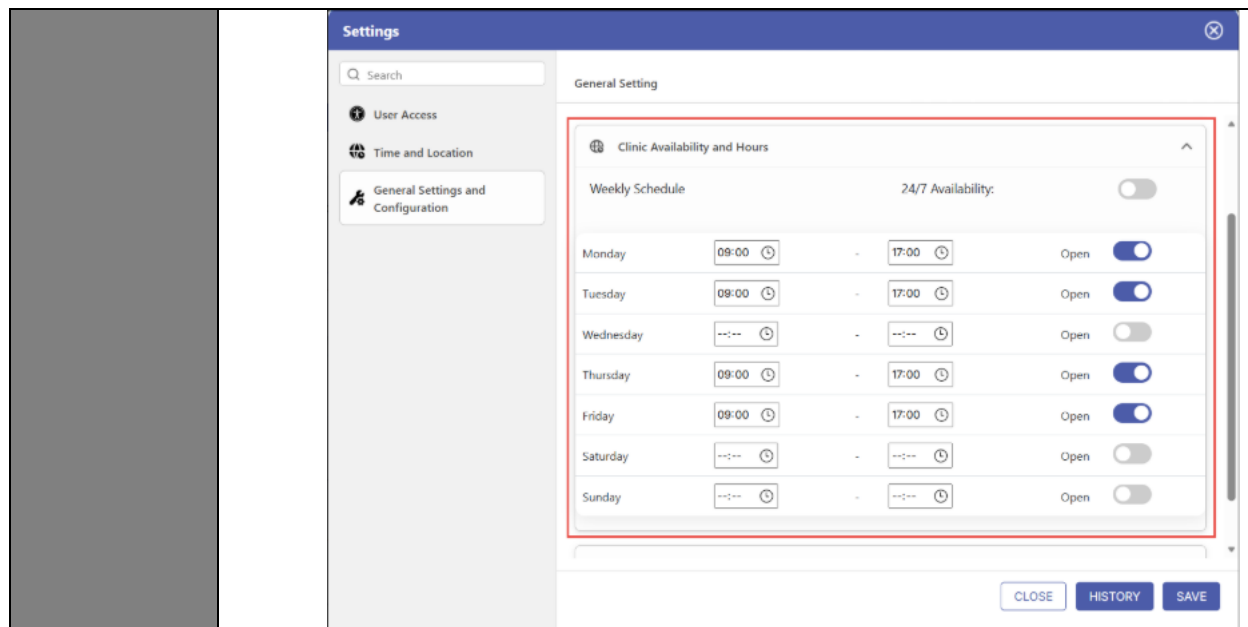 Settings
Search
User Access
Time and Location
General Settings and
Configuration
General Setting
Clinic Availability and Hours
Weekly Schedule 24/7 Availability:
Monday 09:00 - 17:00 Open
Tuesday 09:00 - 17:00 Open
Wednesday --:-- - --:-- Open
Thursday 09:00 - 17:00 Open
Friday 09:00 - 17:00 Open
Saturday --:-- - --:-- Open
Sunday --:-- - --:-- Open
CLOSE HISTORY SAVE